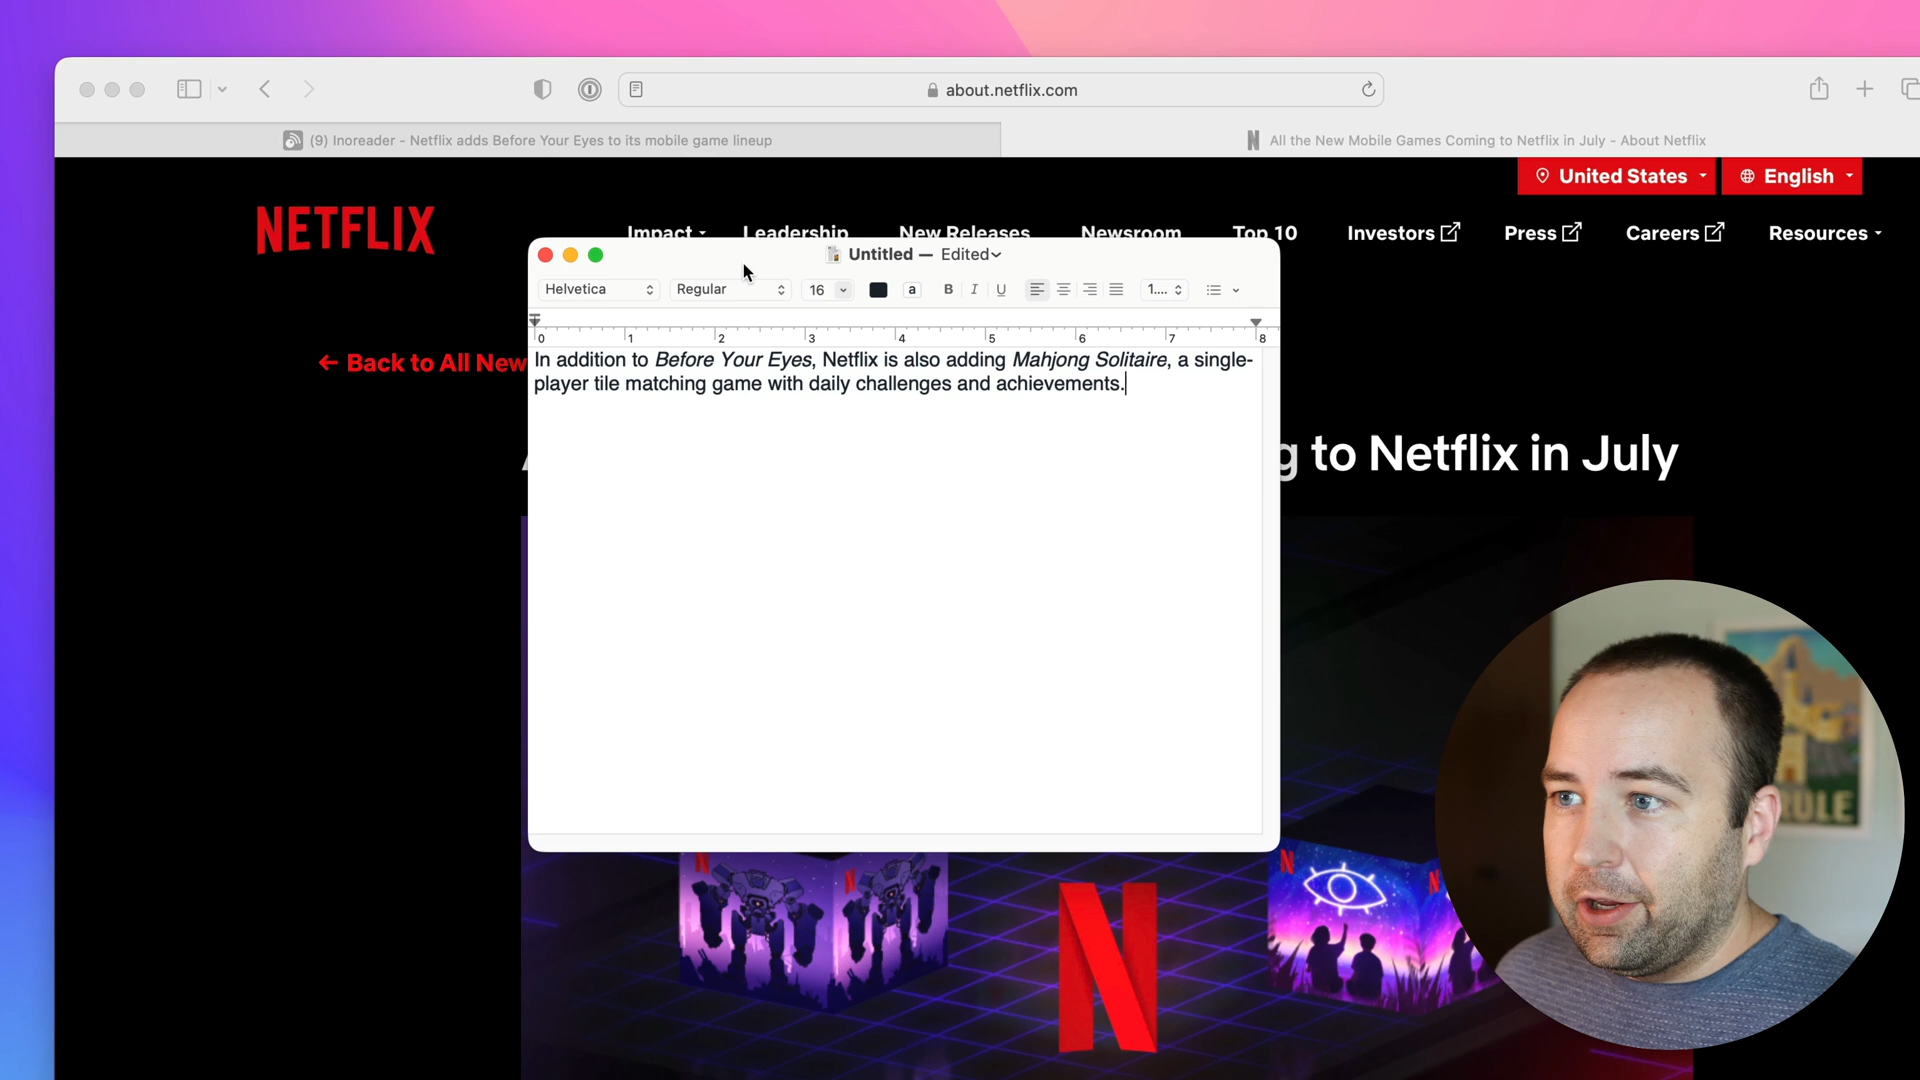 about.netflix.com
(9) Inoreader - Netflix adds Before Your Eyes to its mobile game lineup
N All the New Mobile Games Coming to Netflix in July - About Netflix
United States
English
NETFLIX
Impact
Leadership
New Releases
Newsroom
Top 10
Investors
Press
Careers
Resources
Untitled — Edited
Helvetica
Regular
16
a
B I U
1....
0 1 2 3 4 5 6 7 8
← Back to All New
In addition to Before Your Eyes, Netflix is also adding Mahjong Solitaire, a single-
player tile matching game with daily challenges and achievements.
g to Netflix in July
N
N
N
N
N